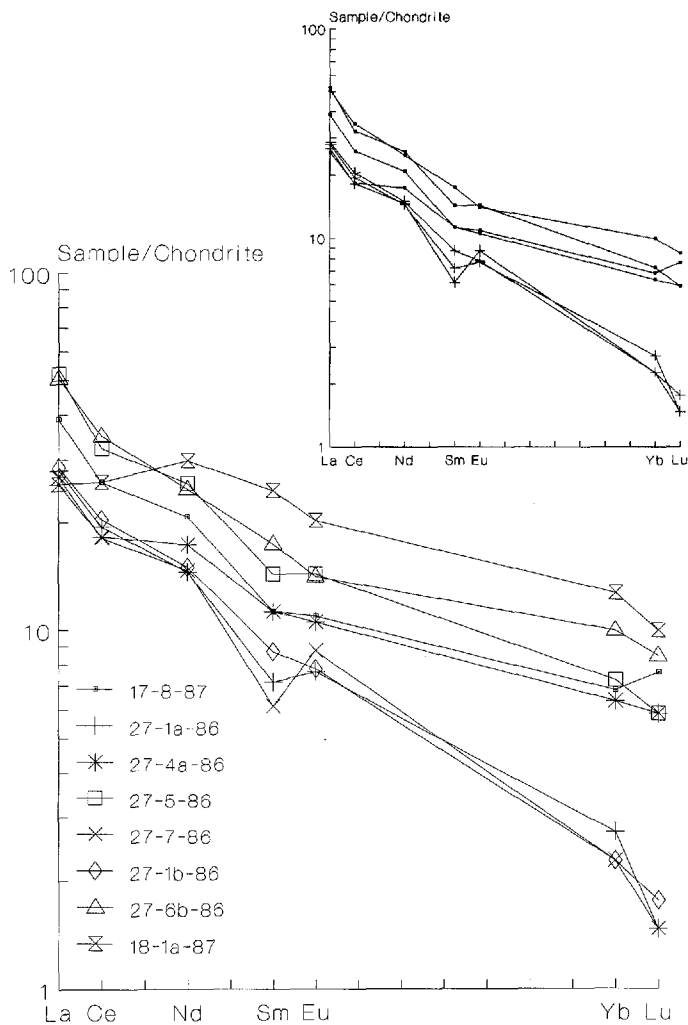 Sample/Chondrite
100
10
1
La Ce Nd Sm Eu Yb Lu
Sample/Chondrite
100
10
1
17-8-87
27-1a-86
27-4a-86
27-5-86
27-7-86
27-1b-86
27-6b-86
18-1a-87
La Ce Nd Sm Eu Yb Lu